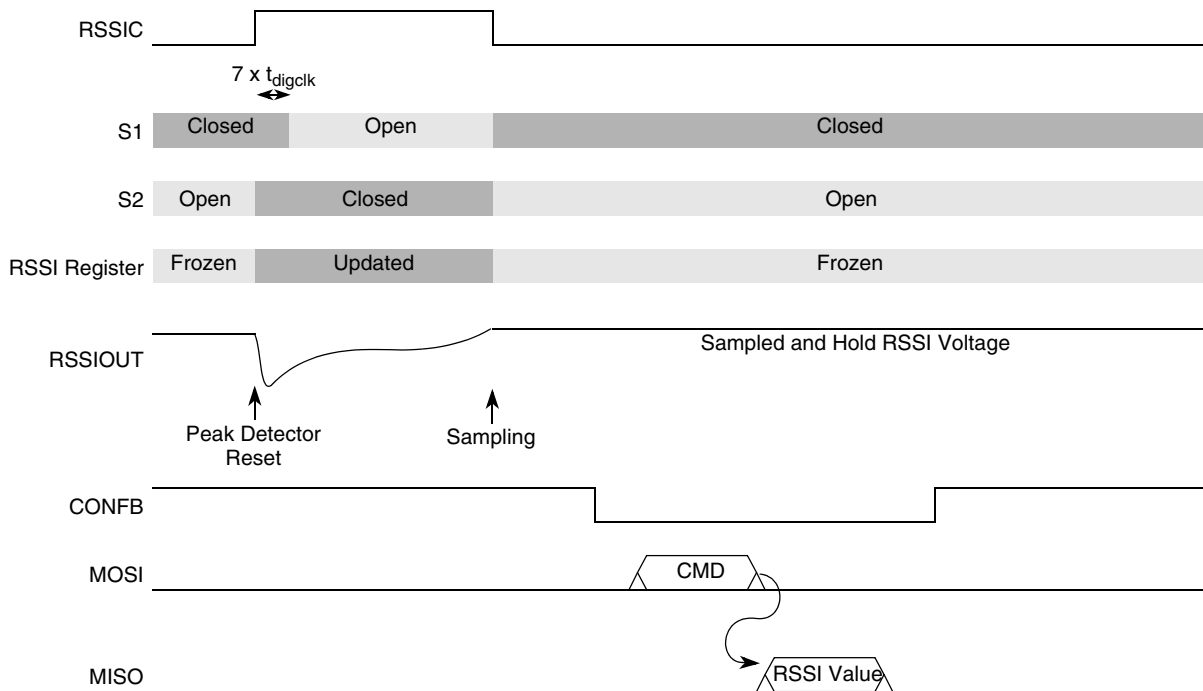 RSSIC
7 x tdigclk
S1 Closed Open Closed
S2 Open Closed Open
RSSI Register Frozen Updated Frozen
RSSIOUT Sampled and Hold RSSI Voltage
Peak Detector
Reset
Sampling
CONFB
MOSI CMD
MISO RSSI Value